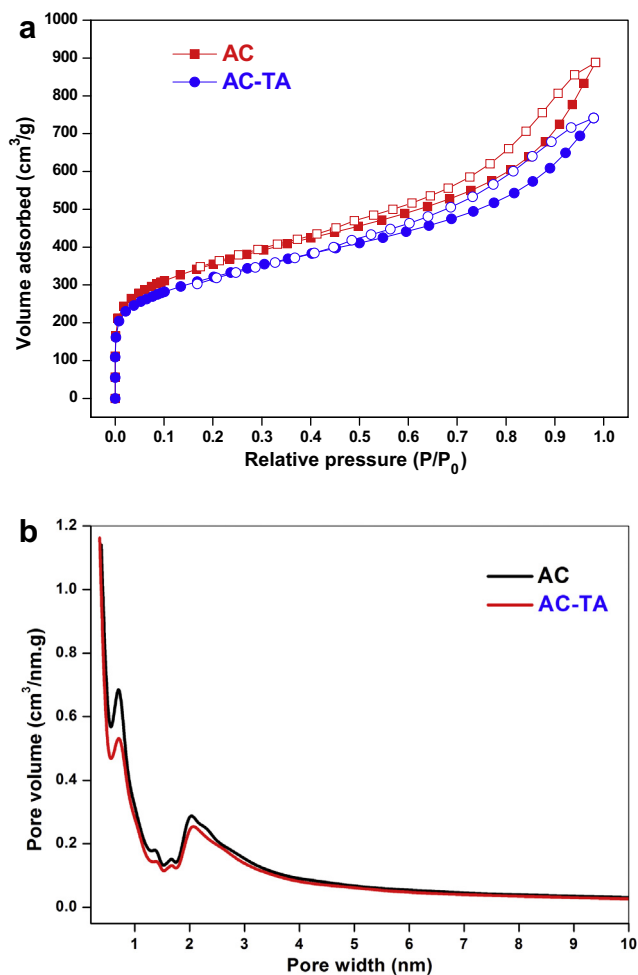 a
AC
AC-TA
1000
900
800
700
600
500
400
300
200
100
0
Volume adsorbed (cm³/g)
0.0 0.1 0.2 0.3 0.4 0.5 0.6 0.7 0.8 0.9 1.0
Relative pressure (P/P₀)
b
AC
AC-TA
1.2
1.0
0.8
0.6
0.4
0.2
0.0
Pore volume (cm³/nm.g)
1 2 3 4 5 6 7 8 9 10
Pore width (nm)